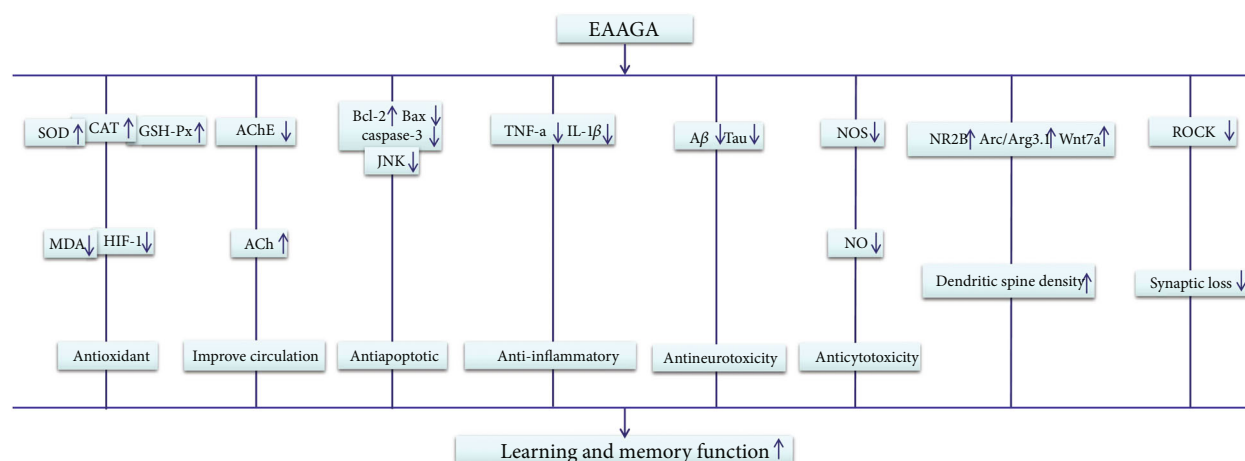 EAAGA
SOD ↑ CAT ↑ GSH-Px ↑
AChE ↓
Bcl-2 ↑ Bax ↓
caspase-3 ↓
JNK ↓
TNF-a ↓ IL-1β ↓
Aβ ↓ Tau ↓
NOS ↓
NR2B ↑ Arc/Arg3.1 ↑ Wnt7a ↑
ROCK ↓
MDA ↓ HIF-1 ↓
ACh ↑
NO ↓
Dendritic spine density ↑
Synaptic loss ↓
Antioxidant
Improve circulation
Antiapoptotic
Anti-inflammatory
Antineurotoxicity
Anticytotoxicity
Learning and memory function ↑